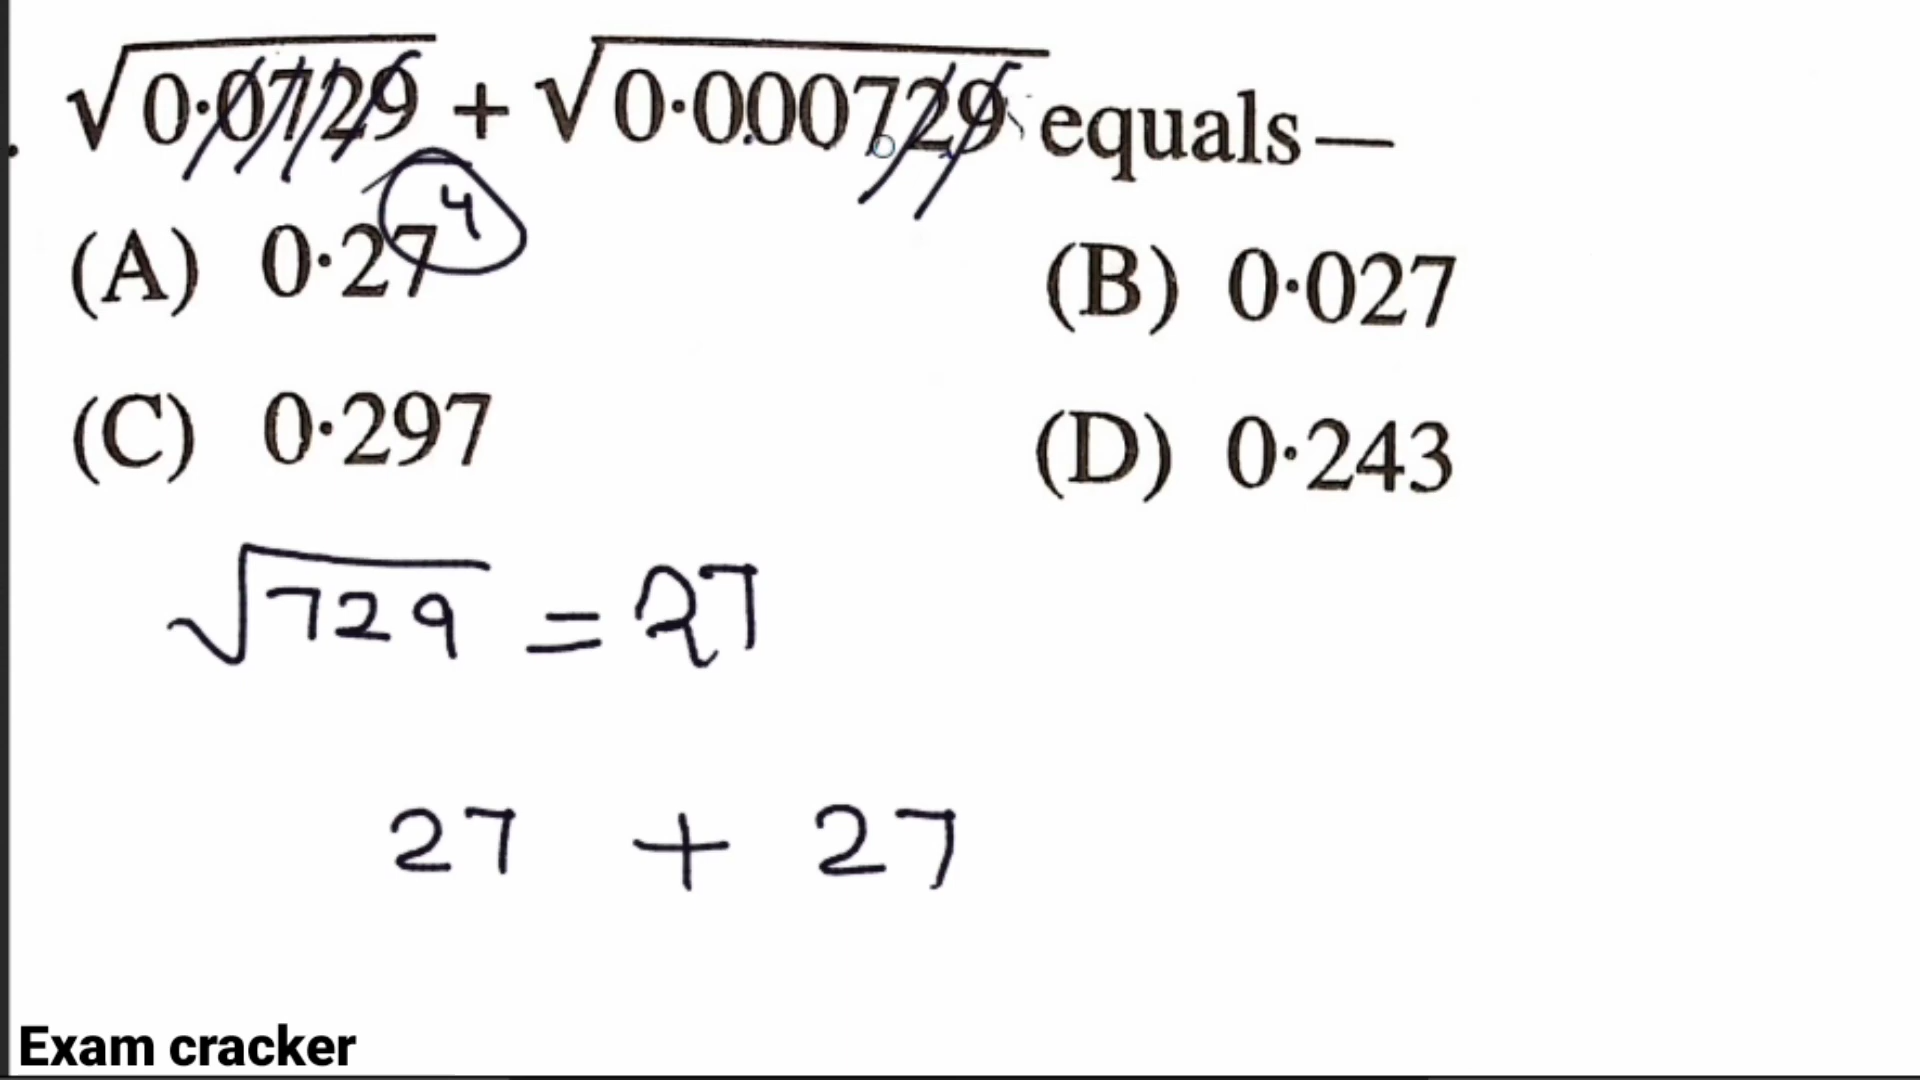 √0·0729 + √0·000729 equals—
4
(A) 0·27 (B) 0·027
(C) 0·297 (D) 0·243
√729 = 27
27 + 27
Exam cracker